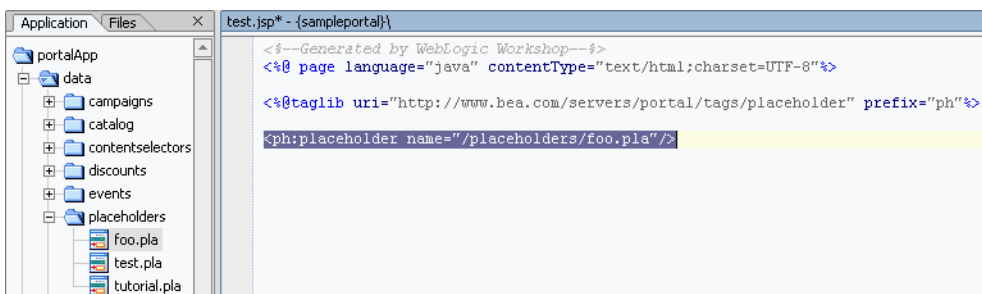 Application Files
portalApp
data
campaigns
catalog
contentselectors
discounts
events
placeholders
foo.pla
test.pla
tutorial.pla
test.jsp* - {sampleportal}\
<%--Generated by WebLogic Workshop--%>
<%@ page language="java" contentType="text/html;charset=UTF-8"%>
<%@taglib uri="http://www.bea.com/servers/portal/tags/placeholder" prefix="ph"%>
<ph:placeholder name="/placeholders/foo.pla"/>